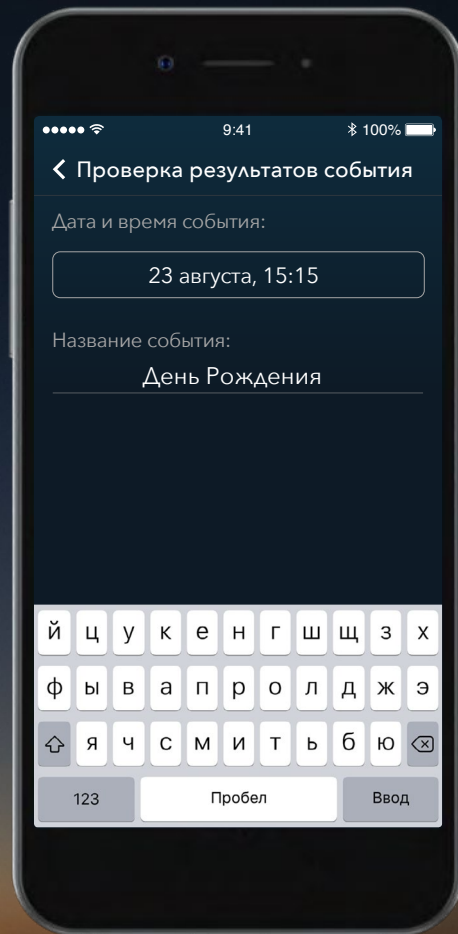 9:41
100%
Проверка результатов события
Дата и время события:
23 августа, 15:15
Название события:
День Рождения
й ц у к е н г ш щ з х
ф ы в а п р о л д ж э
я ч с м и т ь б ю
123 Пробел Ввод